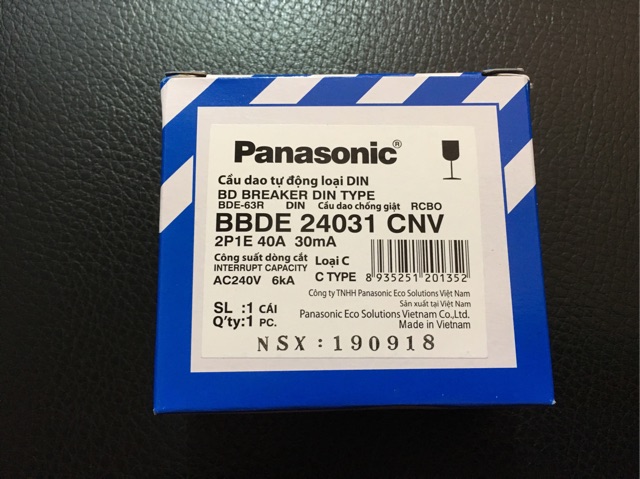 Panasonic®
Cầu dao tự động loại DIN
BD BREAKER DIN TYPE
BDE-63R DIN Cầu dao chống giật RCBO
BBDE 24031 CNV
2P1E 40A 30mA
Công suất dòng cắt Loại C
INTERRUPT CAPACITY C TYPE
AC240V 6kA
8 935251 201352
Công ty TNHH Panasonic Eco Solutions Việt Nam
Sản xuất tại Việt Nam
SL :1 CÁI Panasonic Eco Solutions Vietnam Co.,Ltd.
Q'ty:1 PC. Made in Vietnam
NSX : 190918